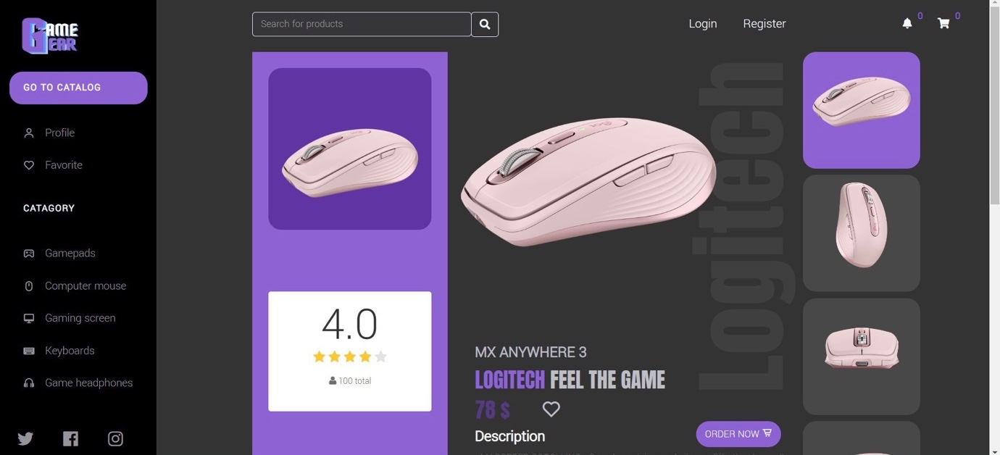 GAME
GEAR
Search for products
Login
Register
0
0
GO TO CATALOG
Profile
Favorite
CATAGORY
Gamepads
Computer mouse
Gaming screen
Keyboards
Game headphones
4.0
100 total
Logitech
MX ANYWHERE 3
LOGITECH FEEL THE GAME
78 $
Description
ORDER NOW